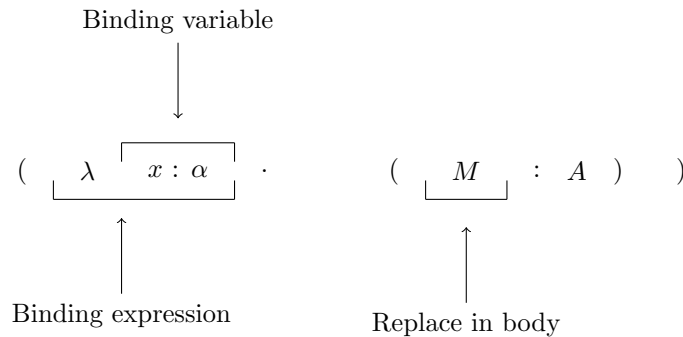 Binding variable
( λ x : α · ( M : A ) )
Binding expression
Replace in body